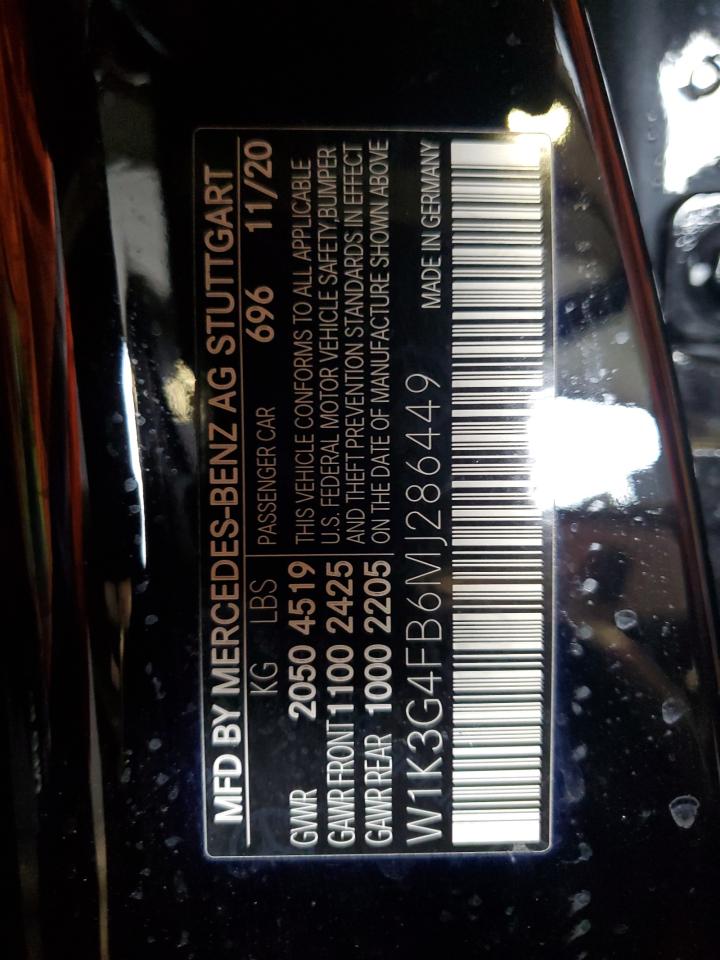 MFD BY MERCEDES-BENZ AG STUTTGART
KG LBS PASSENGER CAR 696 11/20
GVWR 2050 4519 THIS VEHICLE CONFORMS TO ALL APPLICABLE
GAWR FRONT 1100 2425 U.S. FEDERAL MOTOR VEHICLE SAFETY BUMPER
GAWR REAR 1000 2205 AND THEFT PREVENTION STANDARDS IN EFFECT
ON THE DATE OF MANUFACTURE SHOWN ABOVE
W1K3G4FB6MJ286449 MADE IN GERMANY